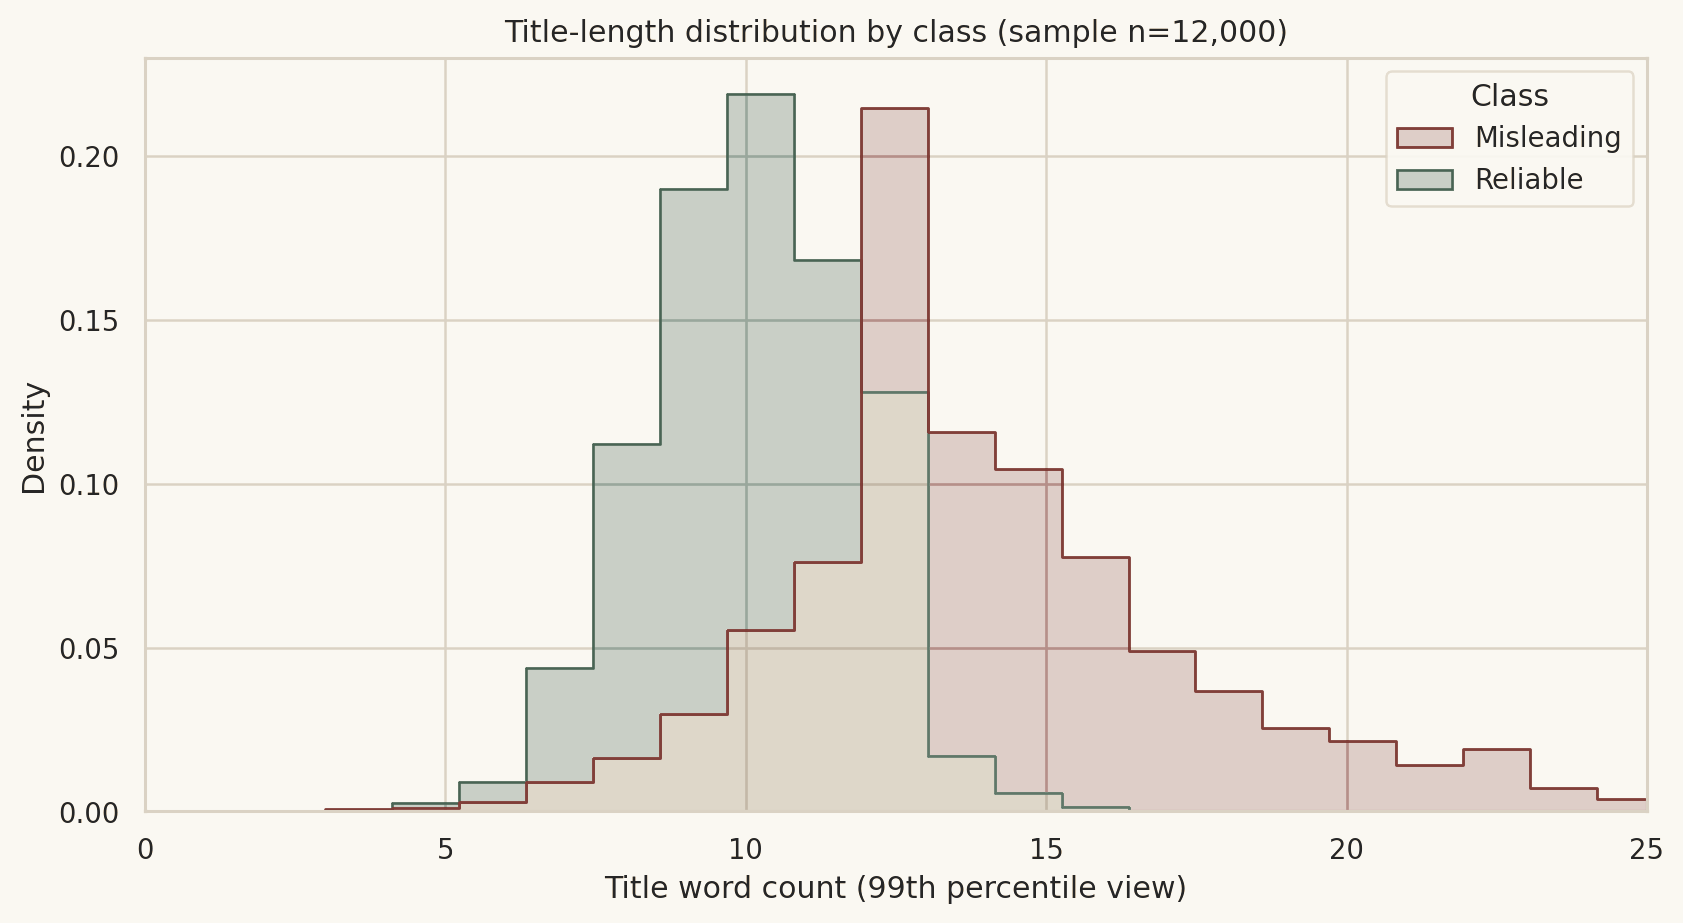 Title-length distribution by class (sample n=12,000)
Class
Misleading
Reliable
Density
0.20
0.15
0.10
0.05
0.00
0 5 10 15 20 25
Title word count (99th percentile view)